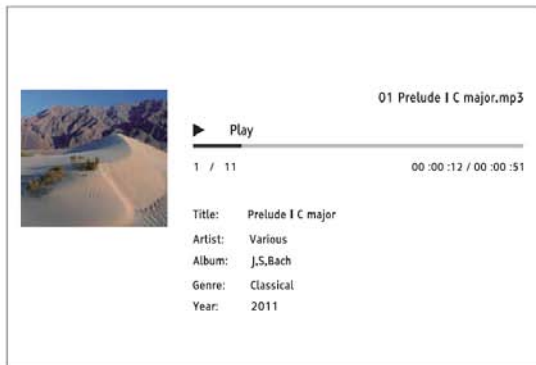 01 Prelude I C major.mp3
Play
1 / 11 00 :00 :12 / 00 :00 :51
Title: Prelude I C major
Artist: Various
Album: J,S,Bach
Genre: Classical
Year: 2011